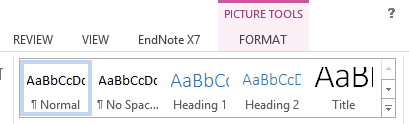 PICTURE TOOLS
?
REVIEW VIEW EndNote X7 FORMAT
AaBbCcDc AaBbCcDc AaBbCc AaBbCcD AaB
¶ Normal ¶ No Spac... Heading 1 Heading 2 Title